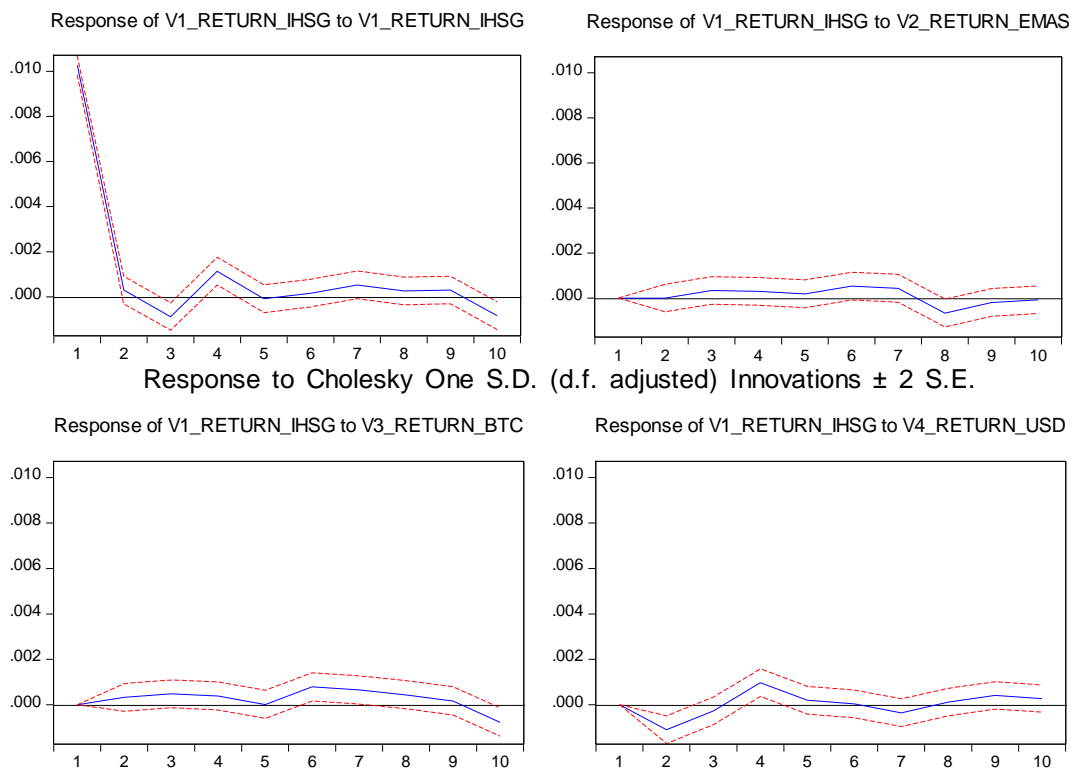 Response of V1_RETURN_IHSG to V1_RETURN_IHSG
.010
.008
.006
.004
.002
.000
1 2 3 4 5 6 7 8 9 10
Response of V1_RETURN_IHSG to V2_RETURN_EMAS
.010
.008
.006
.004
.002
.000
1 2 3 4 5 6 7 8 9 10
Response to Cholesky One S.D. (d.f. adjusted) Innovations ± 2 S.E.
Response of V1_RETURN_IHSG to V3_RETURN_BTC
.010
.008
.006
.004
.002
.000
1 2 3 4 5 6 7 8 9 10
Response of V1_RETURN_IHSG to V4_RETURN_USD
.010
.008
.006
.004
.002
.000
1 2 3 4 5 6 7 8 9 10